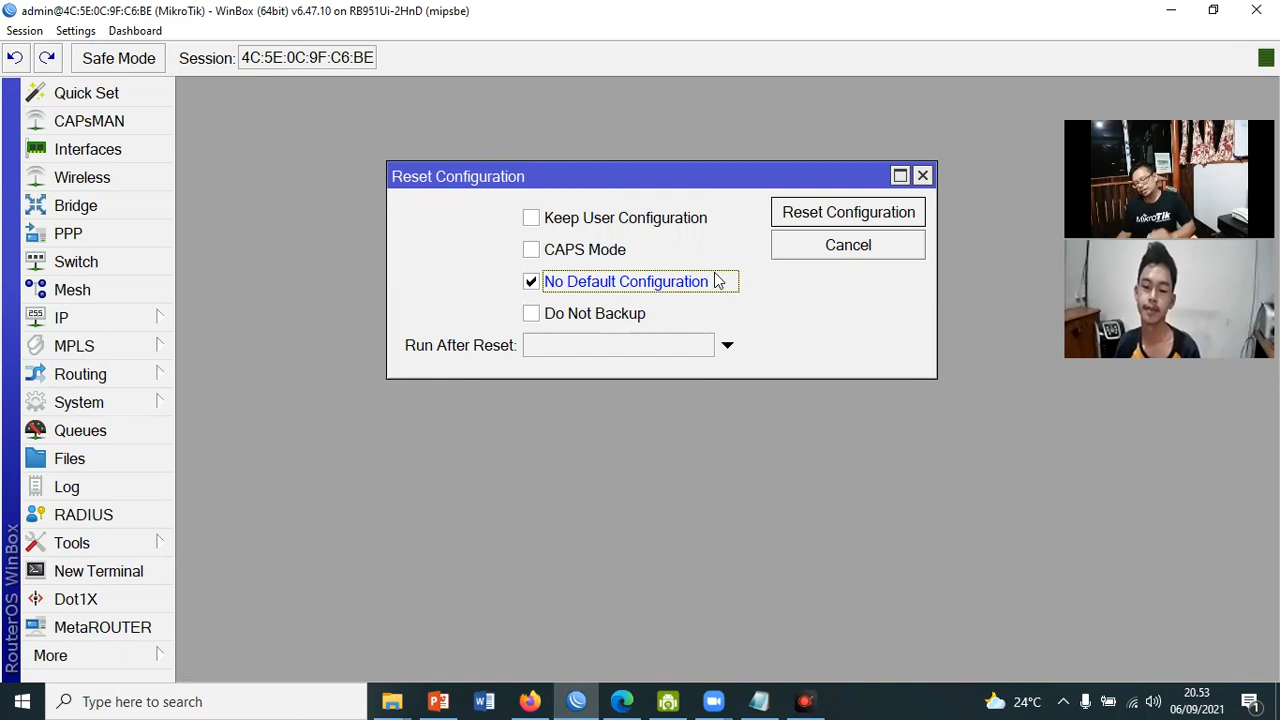 admin@4C:5E:0C:9F:C6:BE (MikroTik) - WinBox (64bit) v6.47.10 on RB951Ui-2HnD (mipsbe)
Session Settings Dashboard
Safe Mode Session: 4C:5E:0C:9F:C6:BE
Quick Set
CAPsMAN
Interfaces
Wireless
Bridge
PPP
Switch
Mesh
IP
MPLS
Routing
System
Queues
Files
Log
RADIUS
Tools
New Terminal
Dot1X
MetaROUTER
More
RouterOS WinBox
Reset Configuration
Keep User Configuration
CAPS Mode
No Default Configuration
Do Not Backup
Run After Reset:
Reset Configuration
Cancel
MikroTik
Type here to search
24°C
20.53
06/09/2021
1
255